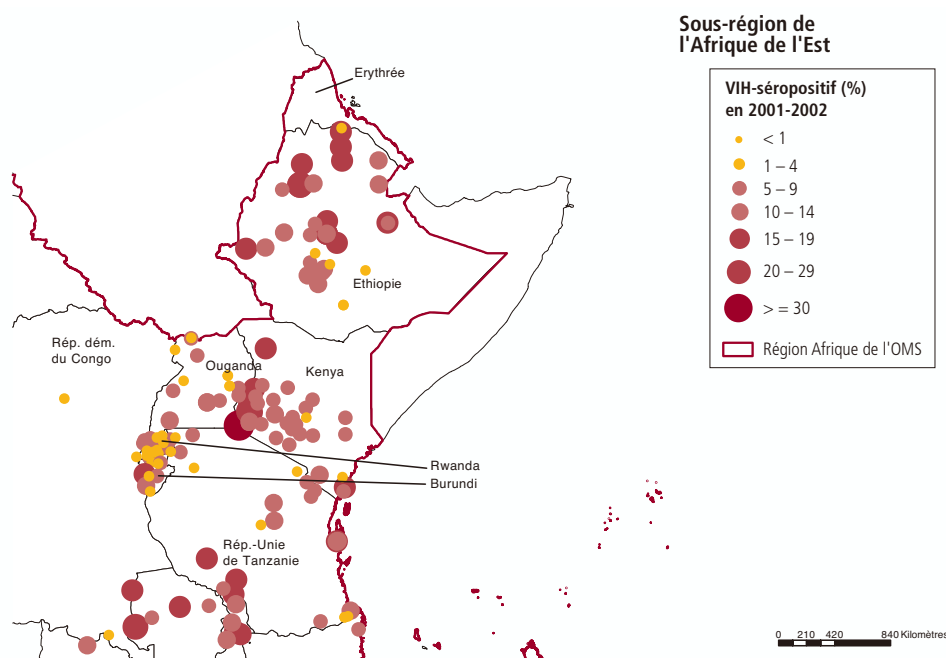 Sous-région de
l'Afrique de l'Est
VIH-séropositif (%)
en 2001-2002
< 1
1 – 4
5 – 9
10 – 14
15 – 19
20 – 29
> = 30
Région Afrique de l'OMS
Erythrée
Ethiopie
Rép. dém.
du Congo
Ouganda
Kenya
Rwanda
Burundi
Rép.-Unie
de Tanzanie
0 210 420 840 Kilomètres